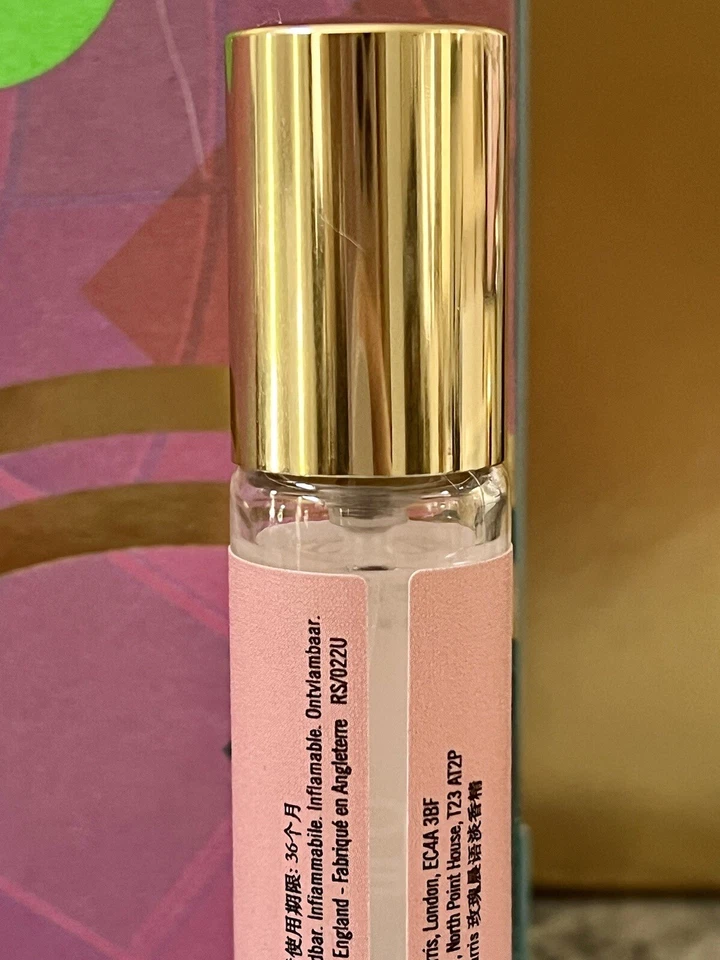 使用期限: 36个月
dbar. Infiammabile. Inflamable. Ontvlambaar.
England - Fabriqué en Angleterre RS/022U
ris, London, EC4A 3BF
, North Point House, T23 AT2P
rris 玫瑰晨语淡香精